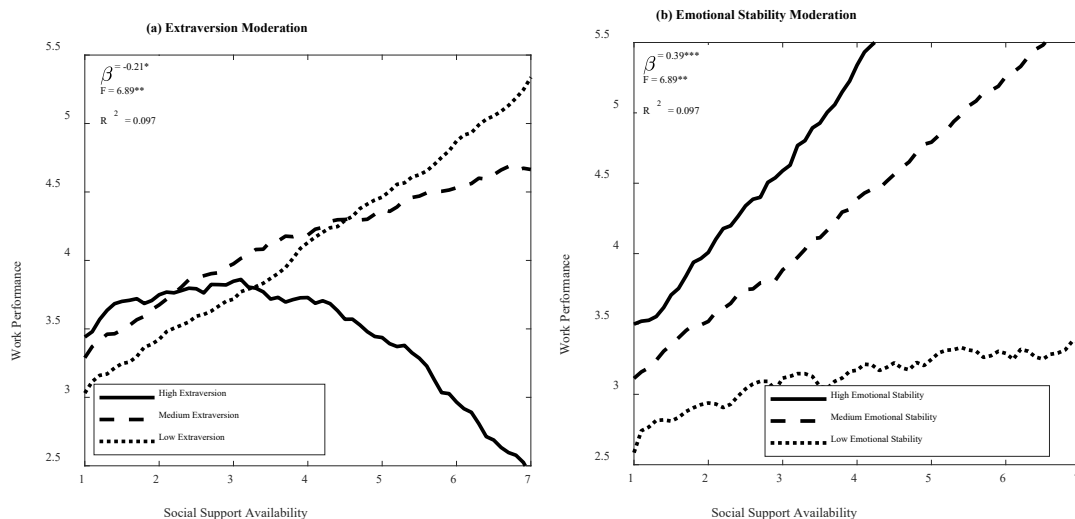 (a) Extraversion Moderation
5.5
β = -0.21*
F = 6.89**
R 2 = 0.097
5
4.5
4
3.5
3
2.5
Work Performance
High Extraversion
Medium Extraversion
Low Extraversion
1 2 3 4 5 6 7
Social Support Availability
(b) Emotional Stability Moderation
5.5
β = 0.39***
F = 6.89**
R 2 = 0.097
5
4.5
4
3.5
3
2.5
Work Performance
High Emotional Stability
Medium Emotional Stability
Low Emotional Stability
1 2 3 4 5 6
Social Support Availability